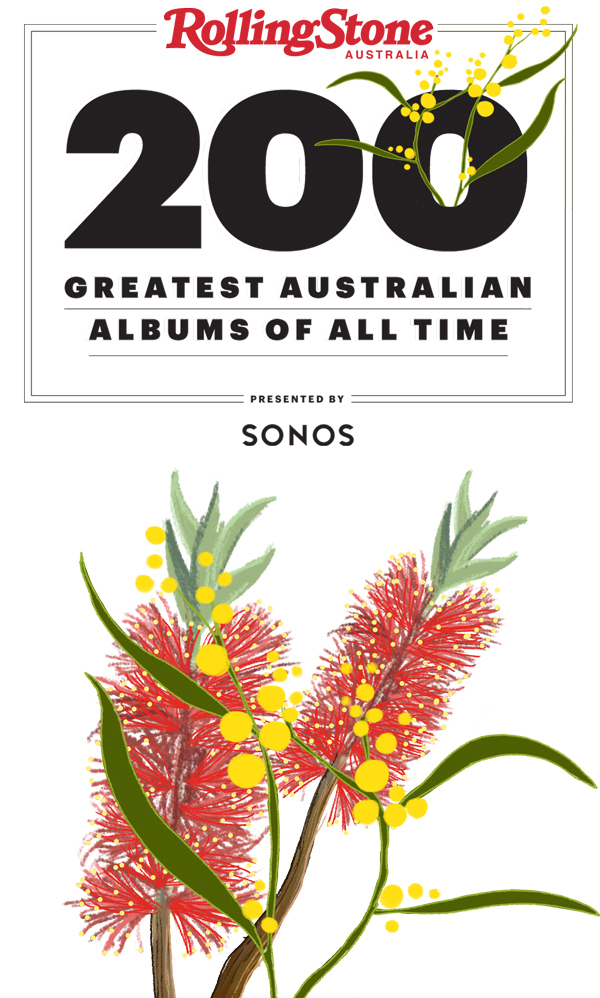 RollingStone
AUSTRALIA
200
GREATEST AUSTRALIAN
ALBUMS OF ALL TIME
PRESENTED BY
SONOS